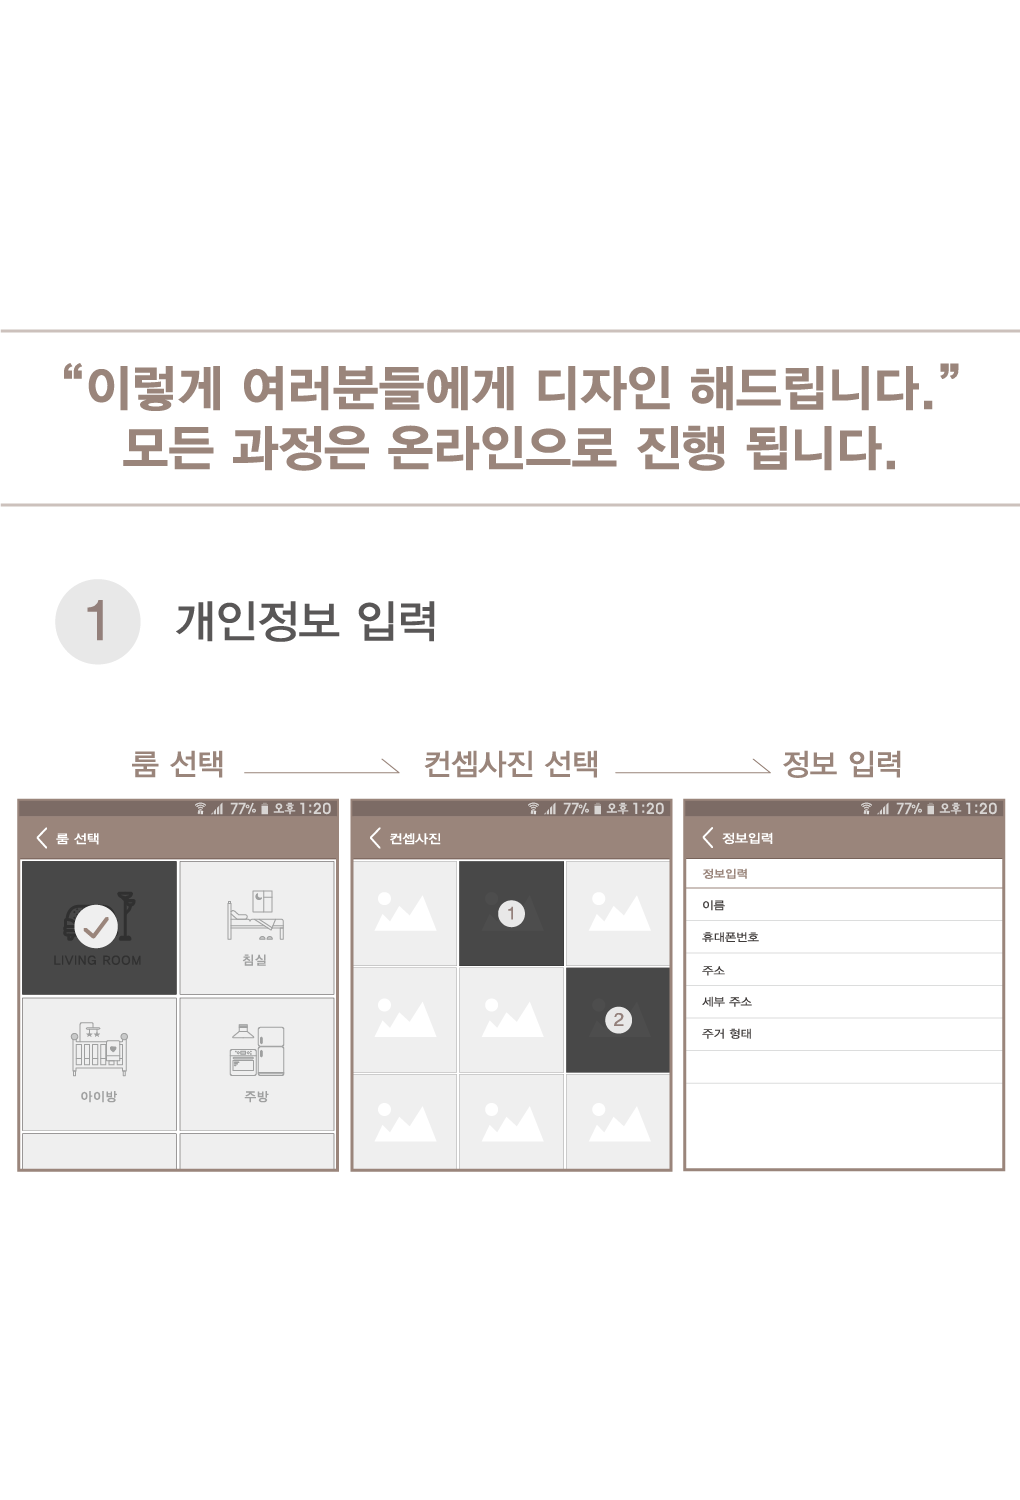 “이렇게 여러분들에게 디자인 해드립니다.”
모든 과정은 온라인으로 진행 됩니다.
1 개인정보 입력
룸 선택 컨셉사진 선택 정보 입력
77% 오후 1:20
룸 선택
LIVING ROOM
침실
아이방
주방
77% 오후 1:20
컨셉사진
1
2
77% 오후 1:20
정보입력
정보입력
이름
휴대폰번호
주소
세부 주소
주거 형태